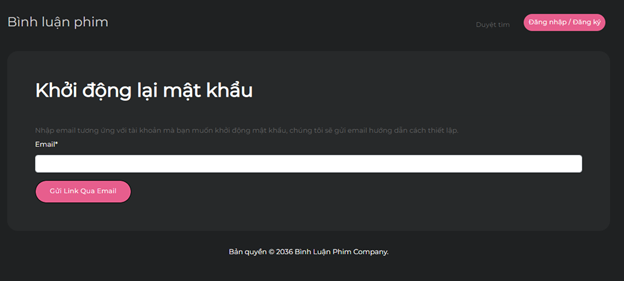 Bình luận phim
Duyệt tìm
Đăng nhập / Đăng ký
Khởi động lại mật khẩu
Nhập email tương ứng với tài khoản mà bạn muốn khởi động mật khẩu, chúng tôi sẽ gửi email hướng dẫn cách thiết lập.
Email*
Gửi Link Qua Email
Bản quyền © 2036 Bình Luận Phim Company.